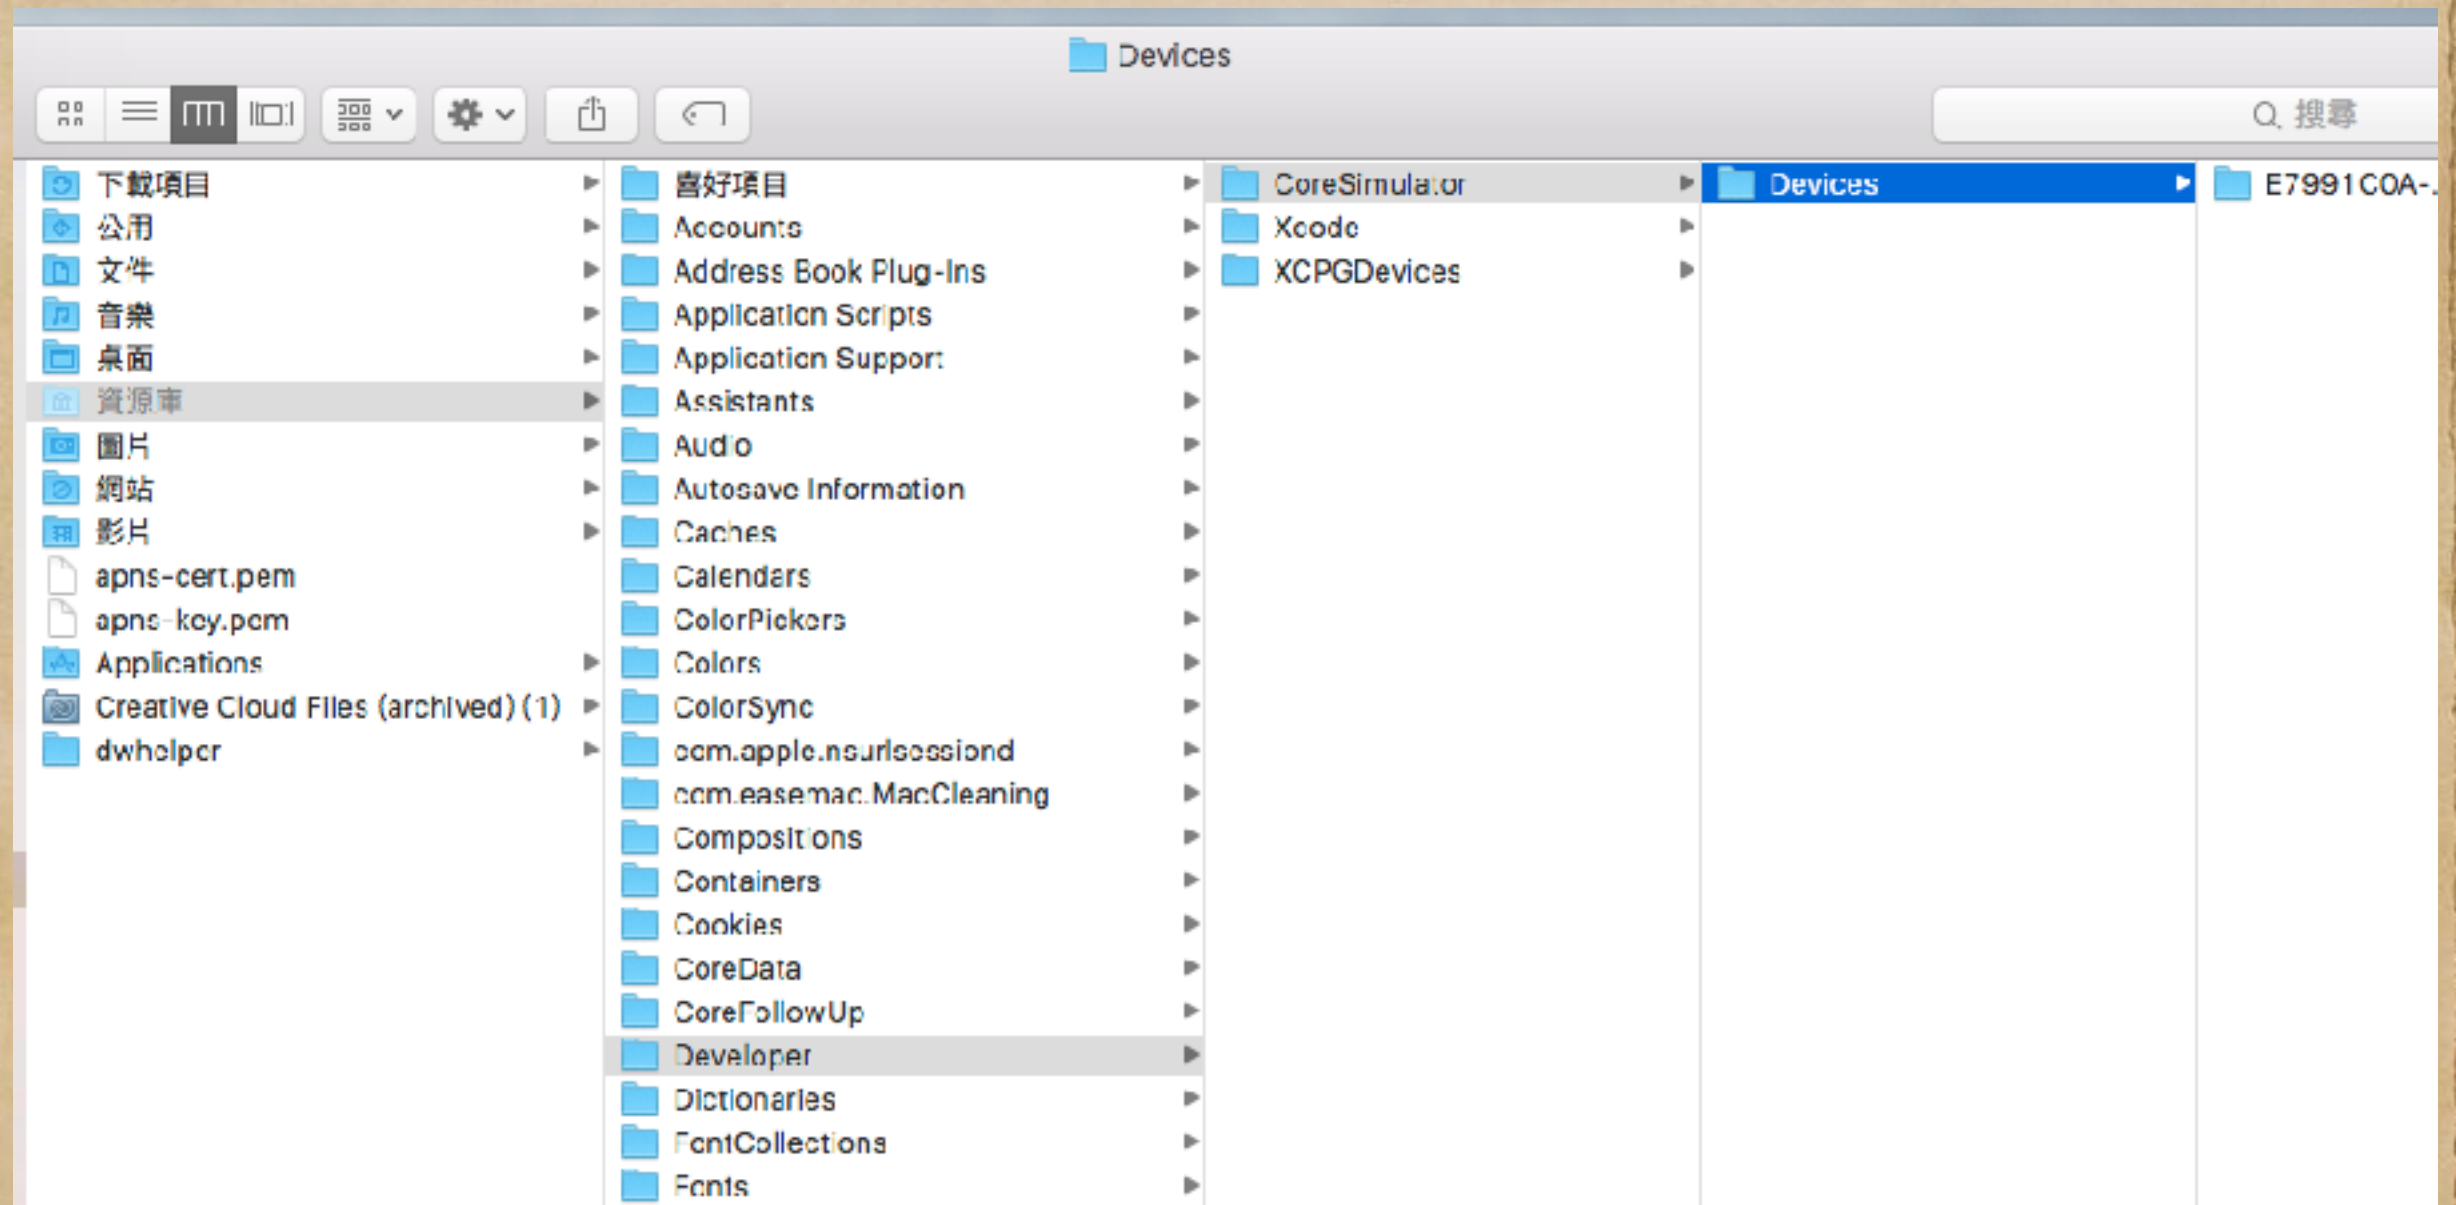 Devices
搜尋
下載項目
公用
文件
音樂
桌面
資源庫
圖片
網站
影片
apns-cert.pem
apns-key.pem
Applications
Creative Cloud Files (archived) (1)
dwhelper
喜好項目
Accounts
Address Book Plug-Ins
Application Scripts
Application Support
Assistants
Audio
Autosave Information
Caches
Calendars
ColorPickers
Colors
ColorSync
com.apple.nsurlsessiond
com.easemac.MacCleaning
Compositions
Containers
Cookies
CoreData
CoreFollowUp
Developer
Dictionaries
FontCollections
Fonts
CoreSimulator
Xcode
XCPGDevices
Devices
E7991C0A-..